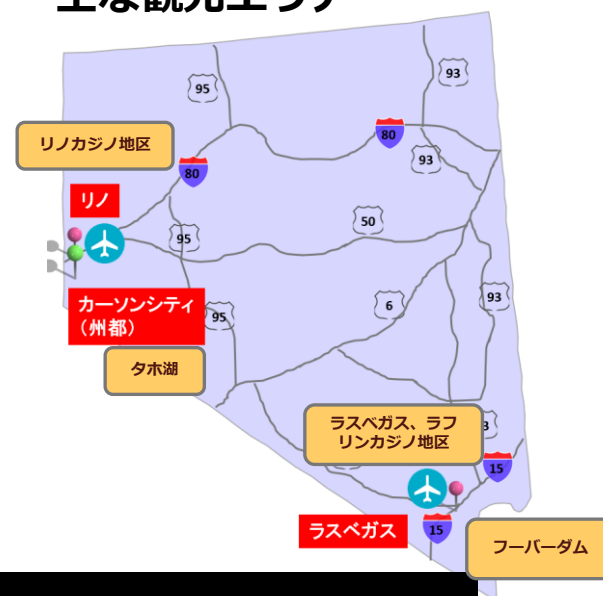 主な観光エリア
95
93
リノカジノ地区
80
80
93
リノ
50
95
カーソンシティ
(州都)
95
6
93
タホ湖
ラスベガス、ラフ
リンカジノ地区
3
15
ラスベガス
15
フーバーダム